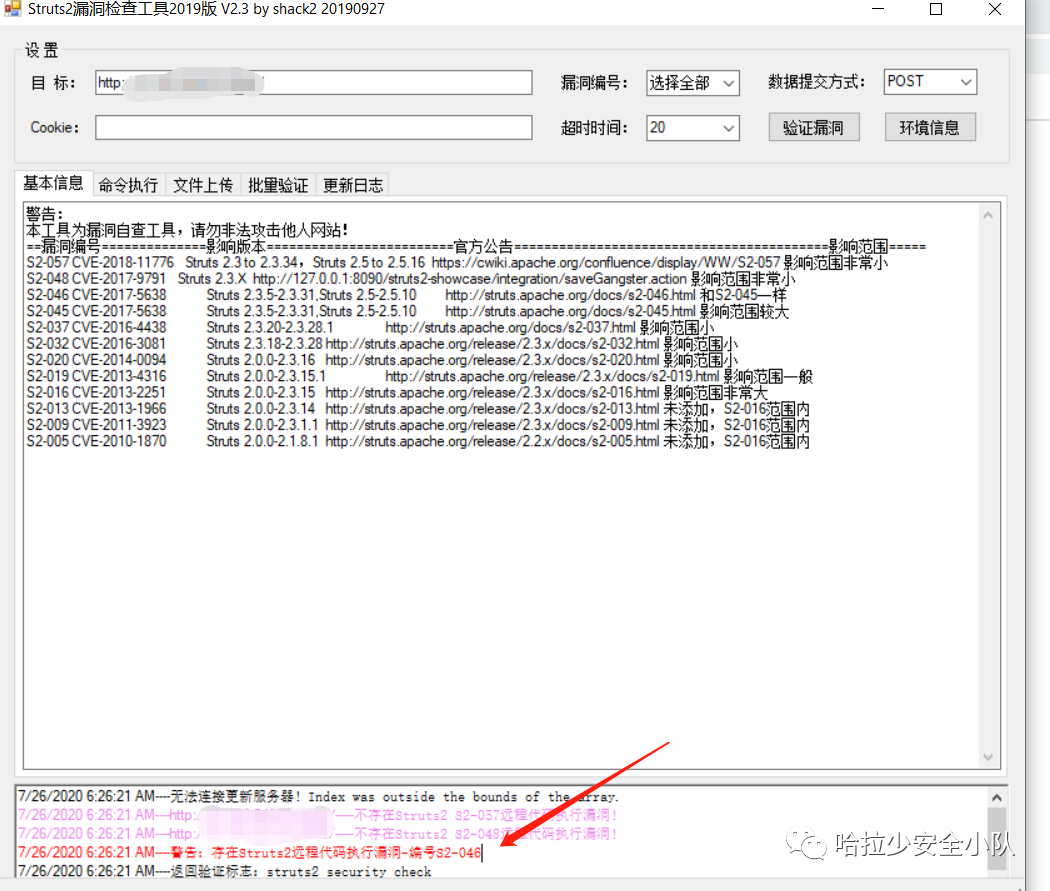 Struts2漏洞检查工具2019版 V2.3 by shack2 20190927
设置
目 标: http: 漏洞编号: 选择全部 数据提交方式: POST
Cookie: 超时时间: 20 验证漏洞 环境信息
基本信息 命令执行 文件上传 批量验证 更新日志
警告:
本工具为漏洞自查工具，请勿非法攻击他人网站!
==漏洞编号==============影响版本=========================官方公告==========================================影响范围=====
S2-057 CVE-2018-11776 Struts 2.3 to 2.3.34，Struts 2.5 to 2.5.16 https://cwiki.apache.org/confluence/display/WW/S2-057 影响范围非常小
S2-048 CVE-2017-9791 Struts 2.3.X http://127.0.0.1:8090/struts2-showcase/integration/saveGangster.action 影响范围非常小
S2-046 CVE-2017-5638 Struts 2.3.5-2.3.31,Struts 2.5-2.5.10 http://struts.apache.org/docs/s2-046.html 和S2-045一样
S2-045 CVE-2017-5638 Struts 2.3.5-2.3.31,Struts 2.5-2.5.10 http://struts.apache.org/docs/s2-045.html 影响范围较大
S2-037 CVE-2016-4438 Struts 2.3.20-2.3.28.1 http://struts.apache.org/docs/s2-037.html 影响范围小
S2-032 CVE-2016-3081 Struts 2.3.18-2.3.28 http://struts.apache.org/release/2.3.x/docs/s2-032.html 影响范围小
S2-020 CVE-2014-0094 Struts 2.0.0-2.3.16 http://struts.apache.org/release/2.3.x/docs/s2-020.html 影响范围小
S2-019 CVE-2013-4316 Struts 2.0.0-2.3.15.1 http://struts.apache.org/release/2.3.x/docs/s2-019.html 影响范围一般
S2-016 CVE-2013-2251 Struts 2.0.0-2.3.15 http://struts.apache.org/release/2.3.x/docs/s2-016.html 影响范围非常大
S2-013 CVE-2013-1966 Struts 2.0.0-2.3.14 http://struts.apache.org/release/2.3.x/docs/s2-013.html 未添加，S2-016范围内
S2-009 CVE-2011-3923 Struts 2.0.0-2.3.1.1 http://struts.apache.org/release/2.3.x/docs/s2-009.html 未添加，S2-016范围内
S2-005 CVE-2010-1870 Struts 2.0.0-2.1.8.1 http://struts.apache.org/release/2.2.x/docs/s2-005.html 未添加，S2-016范围内
7/26/2020 6:26:21 AM----无法连接更新服务器! Index was outside the bounds of the array.
7/26/2020 6:26:21 AM----http: ----不存在Struts2 S2-057远程代码执行漏洞!
7/26/2020 6:26:21 AM----http: ----不存在Struts2 S2-048远程代码执行漏洞!
7/26/2020 6:26:21 AM----警告: 存在Struts2远程代码执行漏洞-编号S2-046
7/26/2020 6:26:21 AM----返回验证标志: struts2 security check
哈拉少安全小队